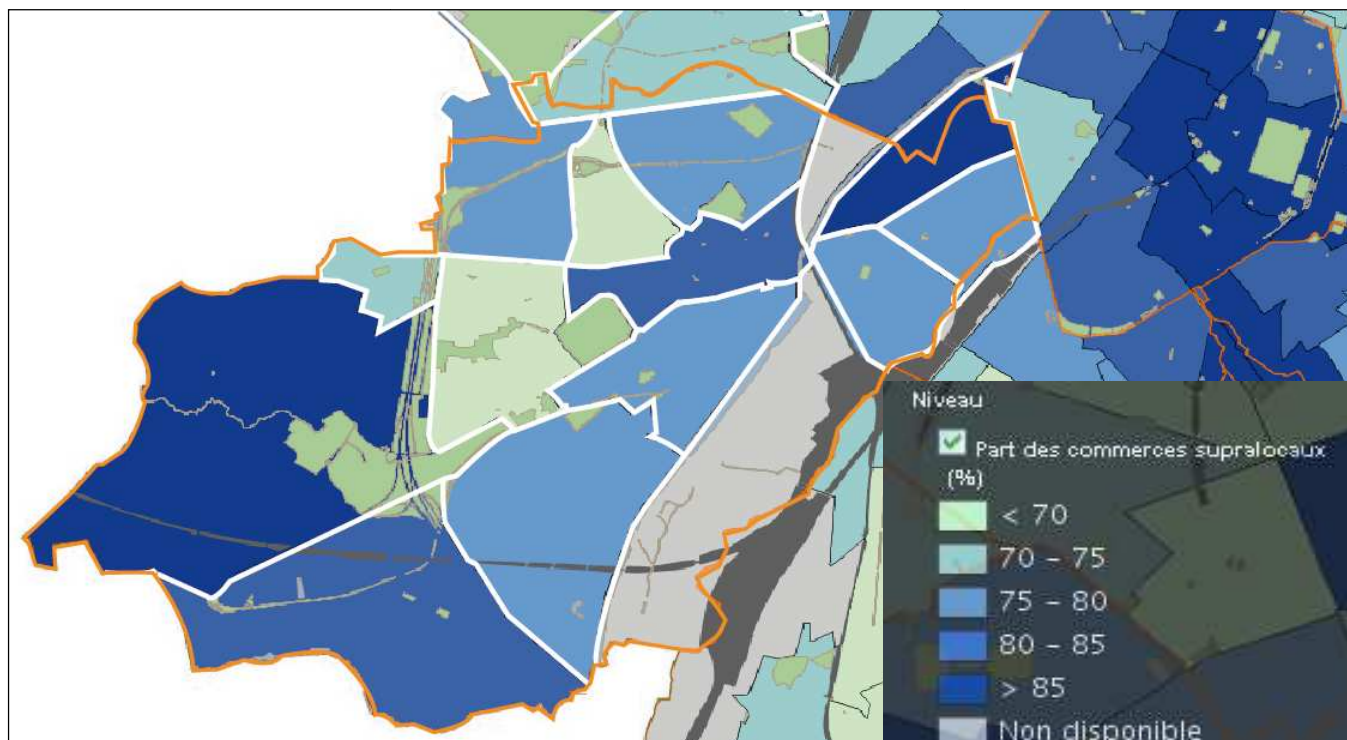 Niveau
Part des commerces supralocaux
(%)
< 70
70 – 75
75 – 80
80 – 85
> 85
Non disponible